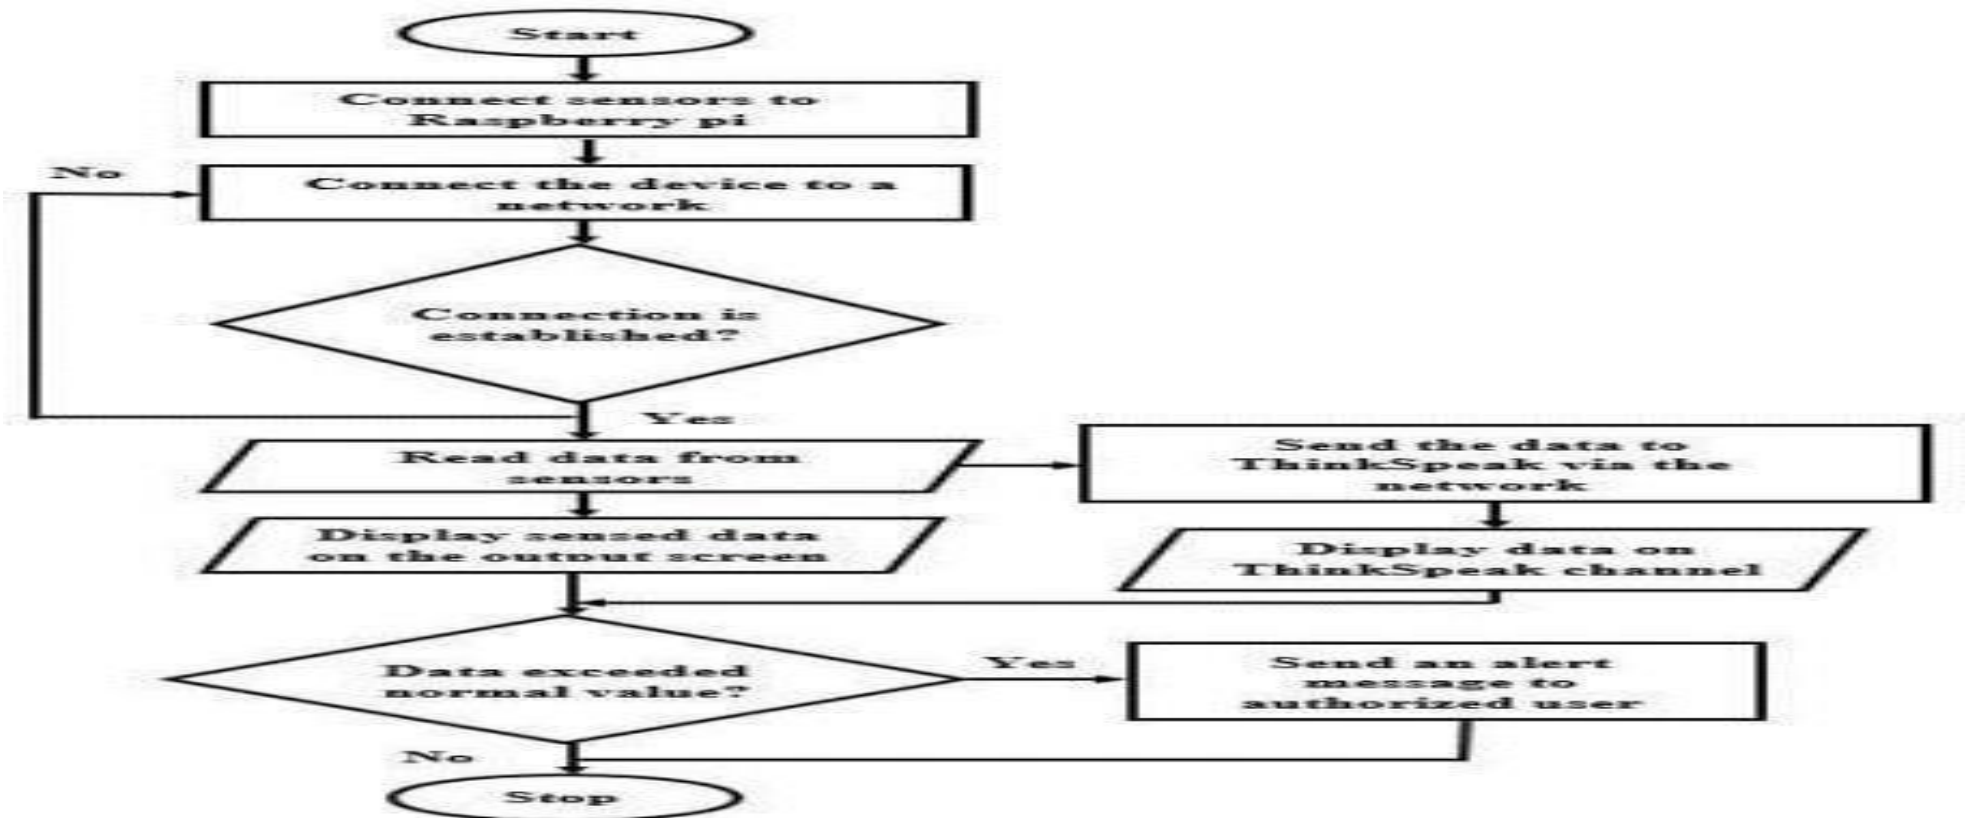 Start
Connect sensors to
Raspberry pi
No
Connect the device to a
network
Connection is
established?
Yes
Read data from
sensors
Send the data to
ThinkSpeak via the
network
Display sensed data
on the output screen
Display data on
ThinkSpeak channel
Data exceeded
normal value?
Yes
Send an alert
message to
authorized user
No
Stop